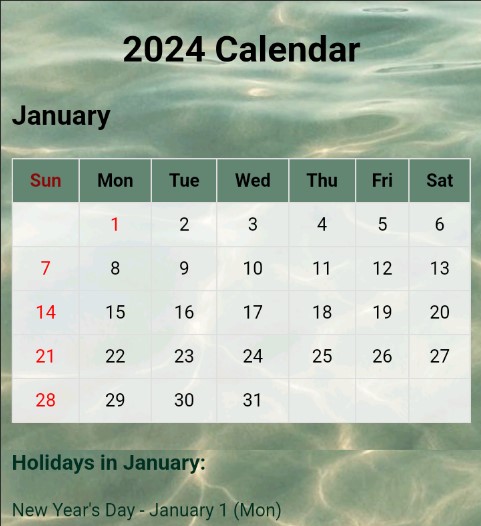 2024 Calendar
January
Sun Mon Tue Wed Thu Fri Sat
1 2 3 4 5 6
7 8 9 10 11 12 13
14 15 16 17 18 19 20
21 22 23 24 25 26 27
28 29 30 31
Holidays in January:
New Year's Day - January 1 (Mon)